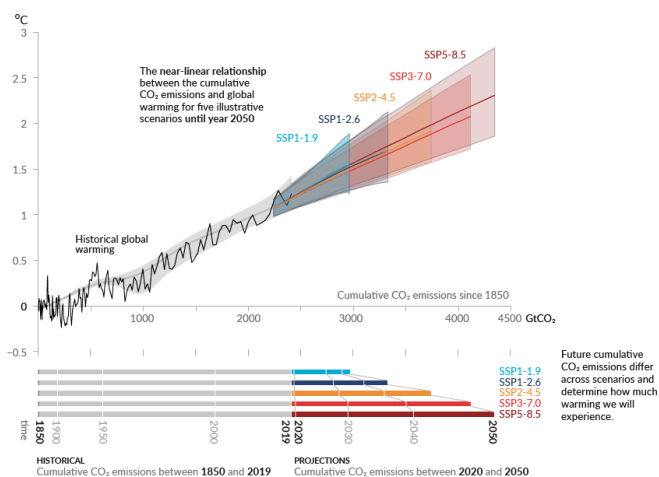 °C
3
2.5
2
1.5
1
0.5
0
−0.5
The near-linear relationship
between the cumulative
CO₂ emissions and global
warming for five illustrative
scenarios until year 2050
SSP5-8.5
SSP3-7.0
SSP2-4.5
SSP1-2.6
SSP1-1.9
Historical global
warming
Cumulative CO₂ emissions since 1850
1000
2000
3000
4000
4500
GtCO₂
SSP1-1.9
SSP1-2.6
SSP2-4.5
SSP3-7.0
SSP5-8.5
Future cumulative
CO₂ emissions differ
across scenarios and
determine how much
warming we will
experience.
time
1850
1900
1950
2000
2019
2020
2030
2040
2050
HISTORICAL
Cumulative CO₂ emissions between 1850 and 2019
PROJECTIONS
Cumulative CO₂ emissions between 2020 and 2050